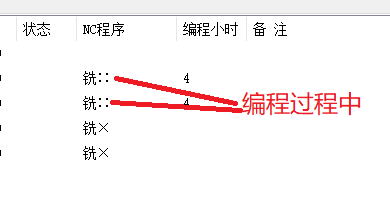 状态 NC程序 编程小时 备 注
铣:: 4
铣:: 4
编程过程中
铣×
铣×